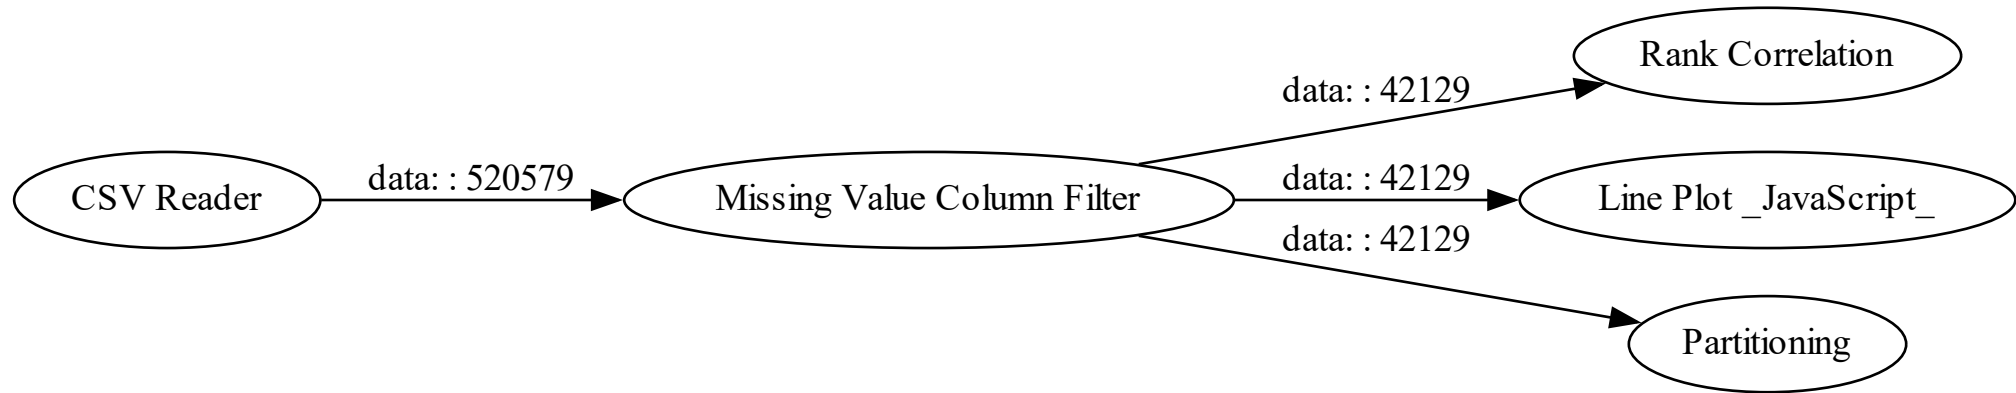 Rank Correlation
data: : 42129
CSV Reader
data: : 520579
Missing Value Column Filter
data: : 42129
Line Plot _JavaScript_
data: : 42129
Partitioning